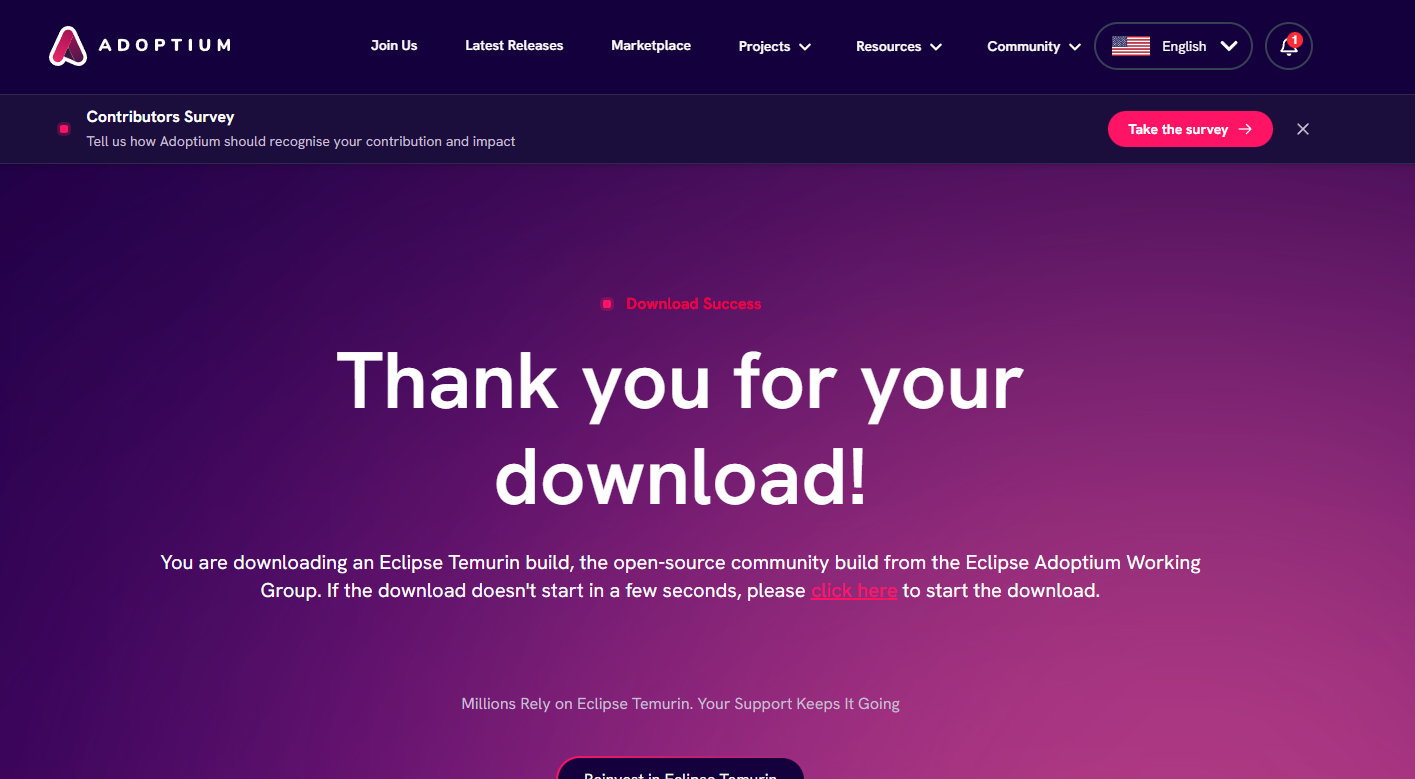 ADOPTIUM
Join Us
Latest Releases
Marketplace
Projects
Resources
Community
English
1
Contributors Survey
Tell us how Adoptium should recognise your contribution and impact
Take the survey →
Download Success
Thank you for your
download!
You are downloading an Eclipse Temurin build, the open-source community build from the Eclipse Adoptium Working
Group. If the download doesn't start in a few seconds, please click here to start the download.
Millions Rely on Eclipse Temurin. Your Support Keeps It Going
Reinvest in Eclipse Temurin